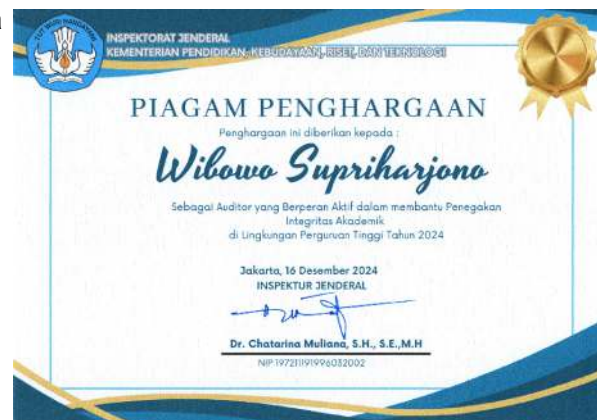 INSPEKTORAT JENDERAL
KEMENTERIAN PENDIDIKAN, KEBUDAYAAN, RISET, DAN TEKNOLOGI
PIAGAM PENGHARGAAN
Penghargaan ini diberikan kepada :
Wibowo Supriharjono
Sebagai Auditor yang Berperan Aktif dalam membantu Penegakan
Integritas Akademik
di Lingkungan Perguruan Tinggi Tahun 2024
Jakarta, 16 Desember 2024
INSPEKTUR JENDERAL
Dr. Chatarina Muliana, S.H., S.E.,M.H
NIP.197211191996032002